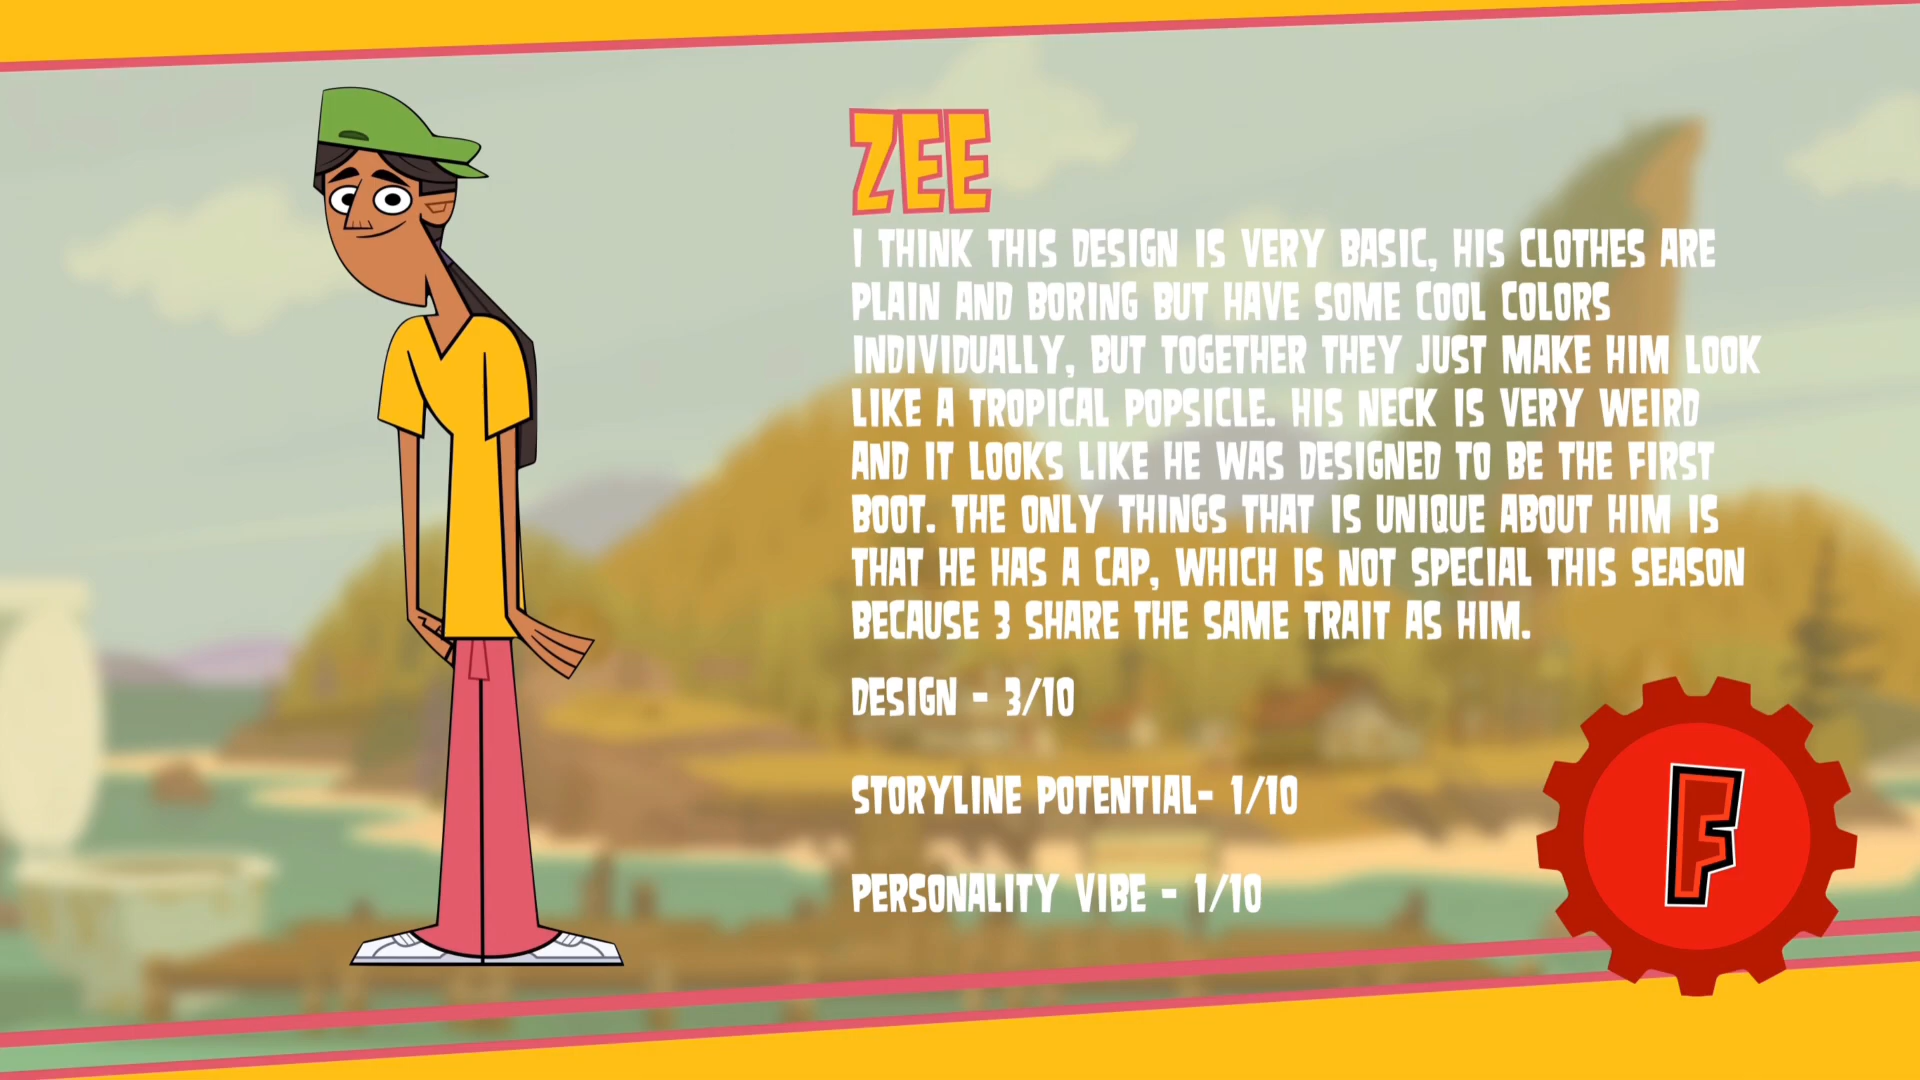 ZEE
I THINK THIS DESIGN IS VERY BASIC, HIS CLOTHES ARE
PLAIN AND BORING BUT HAVE SOME COOL COLORS
INDIVIDUALLY, BUT TOGETHER THEY JUST MAKE HIM LOOK
LIKE A TROPICAL POPSICLE. HIS NECK IS VERY WEIRD
AND IT LOOKS LIKE HE WAS DESIGNED TO BE THE FIRST
BOOT. THE ONLY THINGS THAT IS UNIQUE ABOUT HIM IS
THAT HE HAS A CAP, WHICH IS NOT SPECIAL THIS SEASON
BECAUSE 3 SHARE THE SAME TRAIT AS HIM.
DESIGN - 3/10
STORYLINE POTENTIAL- 1/10
PERSONALITY VIBE - 1/10
F